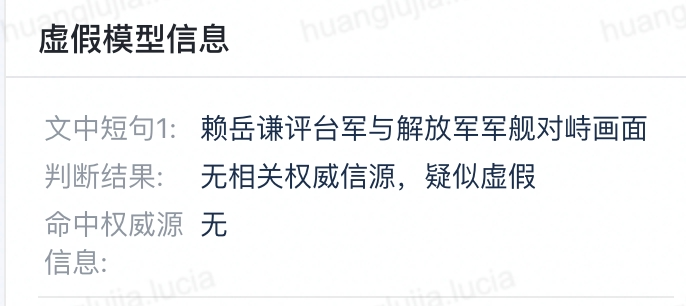 虚假模型信息
文中短句1: 赖岳谦评台军与解放军军舰对峙画面
判断结果: 无相关权威信源，疑似虚假
命中权威源 无
信息:
huanglujia.lucia